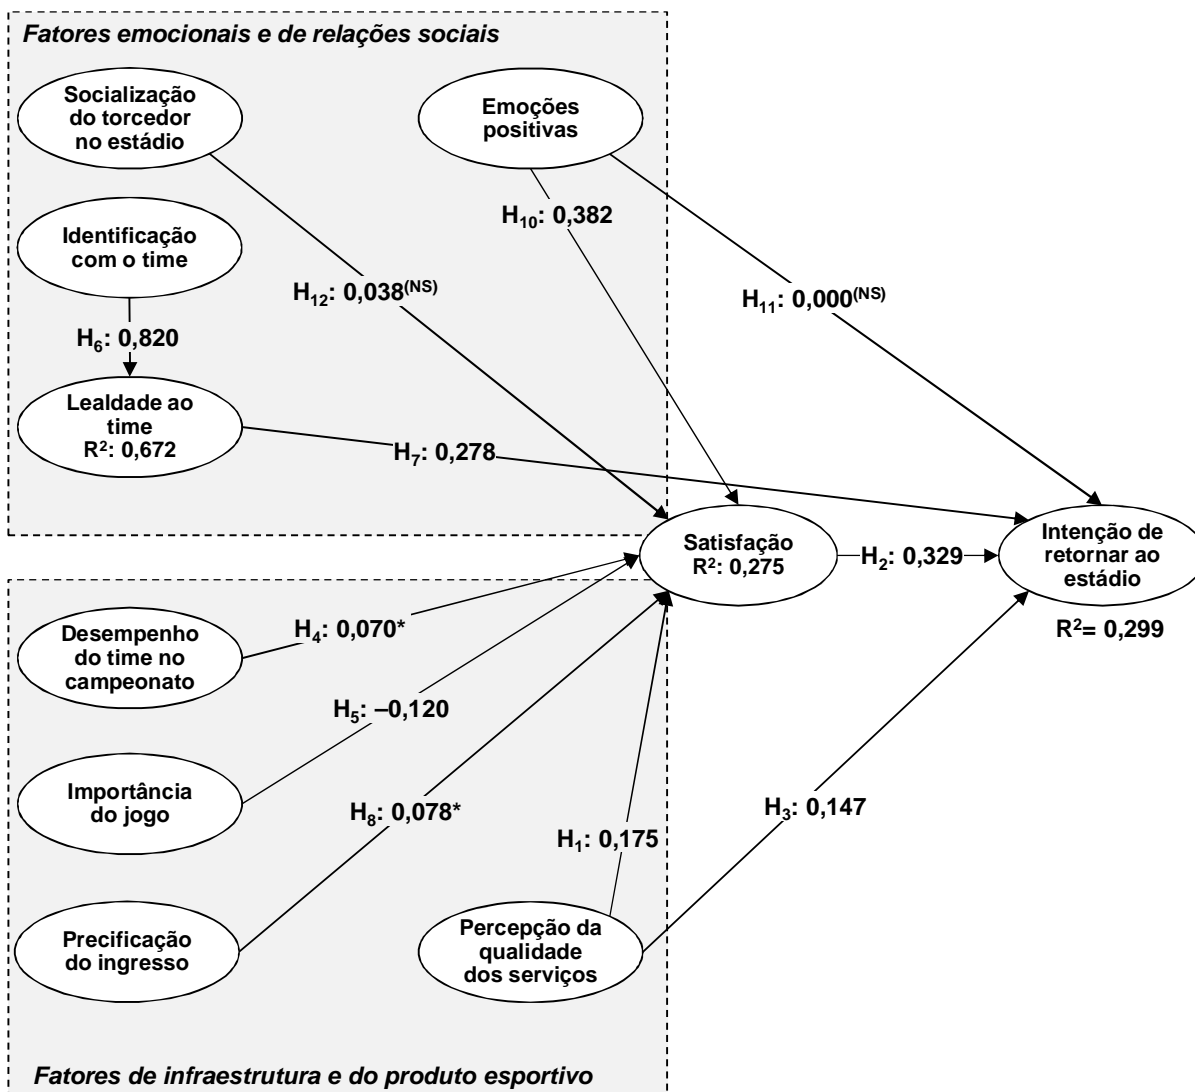 Fatores emocionais e de relações sociais
Socialização
do torcedor
no estádio
Emoções
positivas
H10: 0,382
Identificação
com o time
H12: 0,038(NS)
H11: 0,000(NS)
H6: 0,820
Lealdade ao
time
R²: 0,672
H7: 0,278
Satisfação
R²: 0,275
H2: 0,329
Intenção de
retornar ao
estádio
R²= 0,299
Desempenho
do time no
campeonato
H4: 0,070*
H5: –0,120
Importância
do jogo
H8: 0,078*
H1: 0,175
H3: 0,147
Precificação
do ingresso
Percepção da
qualidade
dos serviços
Fatores de infraestrutura e do produto esportivo